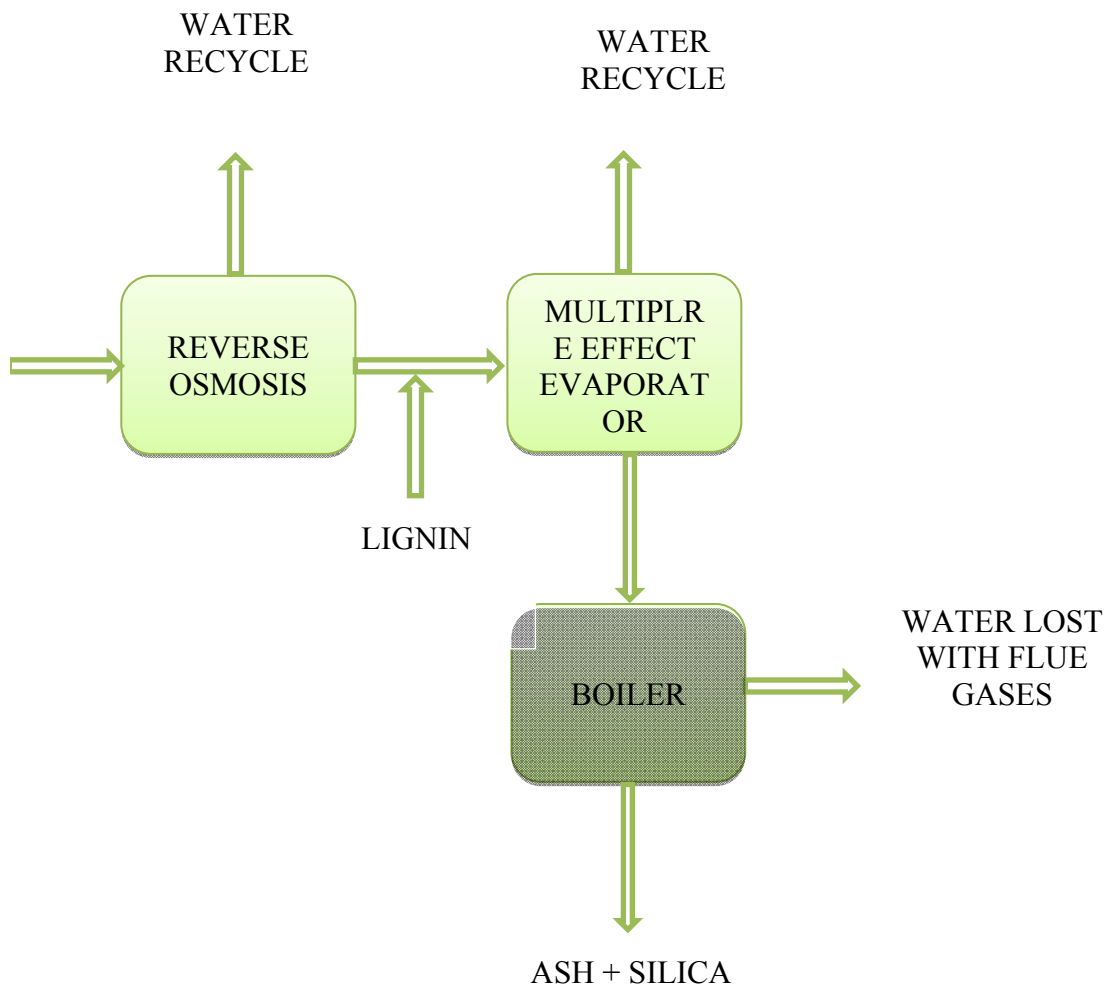 WATER
RECYCLE
WATER
RECYCLE
REVERSE
OSMOSIS
MULTIPLR
E EFFECT
EVAPORAT
OR
LIGNIN
BOILER
WATER LOST
WITH FLUE
GASES
ASH + SILICA